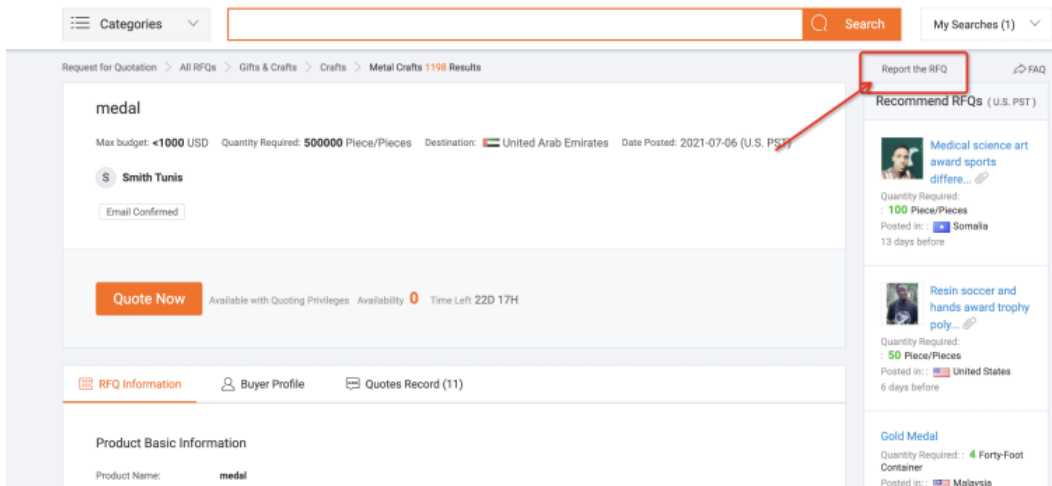 Categories
Search
My Searches (1)
Request for Quotation > All RFQs > Gifts & Crafts > Crafts > Metal Crafts 1198 Results
Report the RFQ
FAQ
medal
Max budget: <1000 USD Quantity Required: 500000 Piece/Pieces Destination: United Arab Emirates Date Posted: 2021-07-06 (U.S. PST)
S Smith Tunis
Email Confirmed
Quote Now Available with Quoting Privileges Availability 0 Time Left 22D 17H
RFQ Information Buyer Profile Quotes Record (11)
Product Basic Information
Product Name: medal
Recommend RFQs (U.S. PST)
Medical science art
award sports
differe...
Quantity Required:
: 100 Piece/Pieces
Posted in: : Somalia
13 days before
Resin soccer and
hands award trophy
poly...
Quantity Required:
: 50 Piece/Pieces
Posted in: : United States
6 days before
Gold Medal
Quantity Required: : 4 Forty-Foot
Container
Posted in: : Malaysia